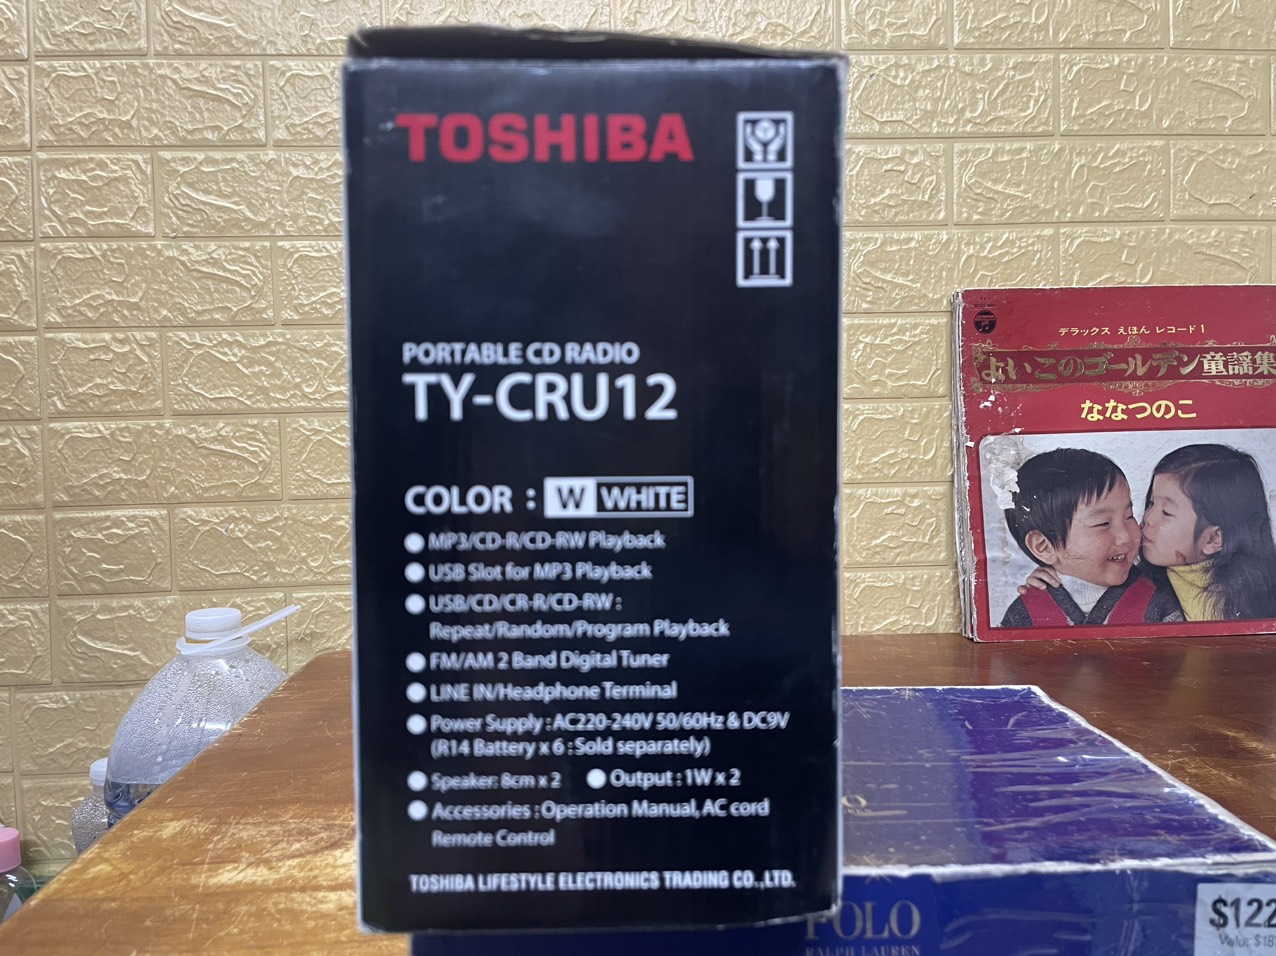 TOSHIBA
PORTABLE CD RADIO
TY-CRU12
COLOR : W WHITE
MP3/CD-R/CD-RW Playback
USB Slot for MP3 Playback
USB/CD/CR-R/CD-RW :
Repeat/Random/Program Playback
FM/AM 2 Band Digital Tuner
LINE IN/Headphone Terminal
Power Supply : AC220-240V 50/60Hz & DC9V
(R14 Battery x 6 : Sold separately)
Speaker: 8cm x 2 Output : 1W x 2
Accessories : Operation Manual, AC cord
Remote Control
TOSHIBA LIFESTYLE ELECTRONICS TRADING CO.,LTD.
デラックス えほん レコード 1
よいこのゴールデン童謡集
ななつのこ
POLO
RALPH LAUREN
$122